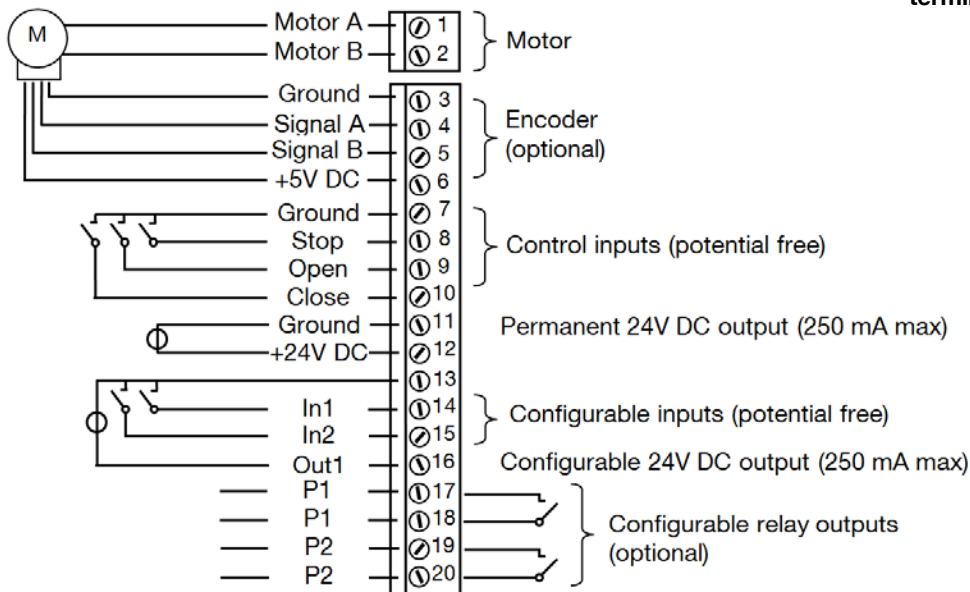 termin
M
Motor A 1
Motor B 2
Motor
Ground 3
Signal A 4
Signal B 5
+5V DC 6
Encoder
(optional)
Ground 7
Stop 8
Open 9
Close 10
Control inputs (potential free)
Ground 11
+24V DC 12
Permanent 24V DC output (250 mA max)
13
In1 14
In2 15
Configurable inputs (potential free)
Out1 16
Configurable 24V DC output (250 mA max)
P1 17
P1 18
P2 19
P2 20
Configurable relay outputs
(optional)